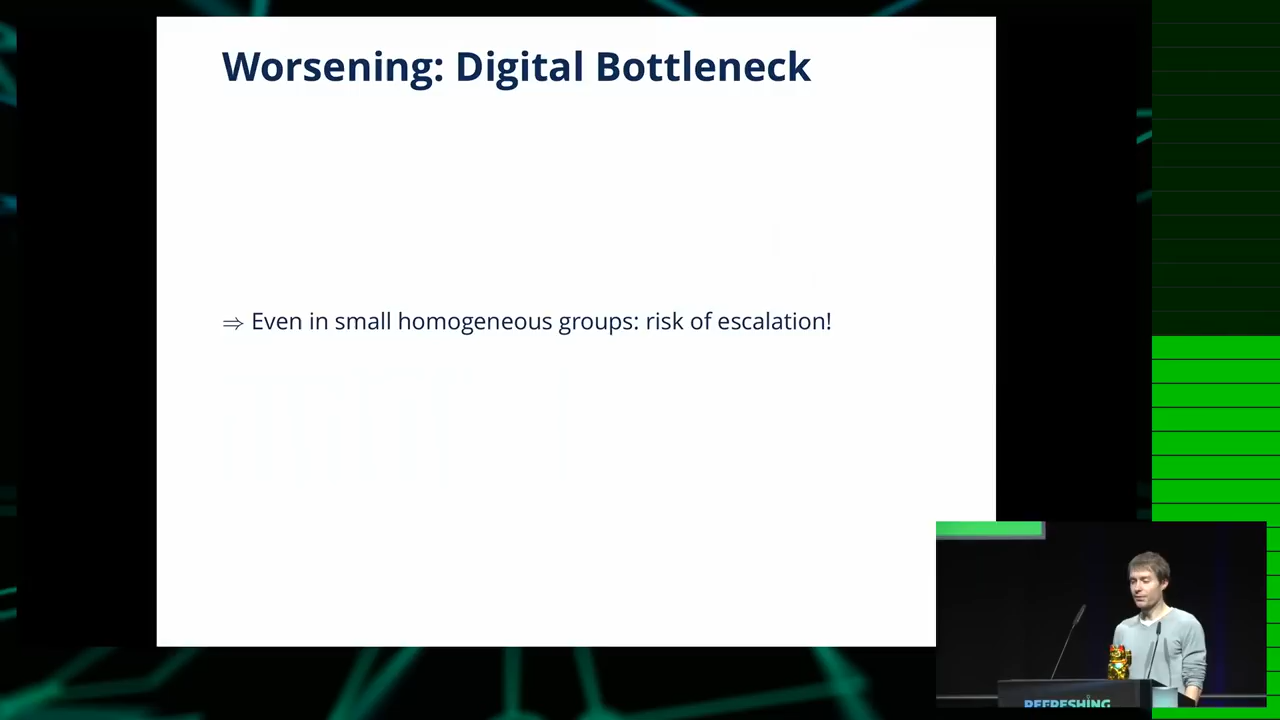 Worsening: Digital Bottleneck
⇒ Even in small homogeneous groups: risk of escalation!
REFRESHING